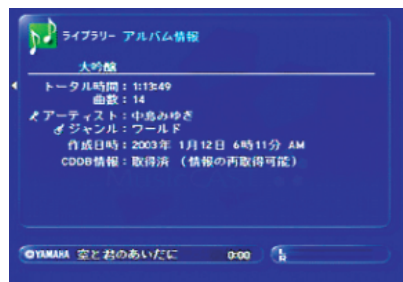 ライブラリー アルバム情報
大吟醸
トータル時間：1:13:49
曲数：14
アーティスト：中島みゆき
ジャンル：ワールド
作成日時：2003年 1月12日 6時11分 AM
CDDB情報：取得済 （情報の再取得可能）
YAMAHA 空と君のあいだに 0:00 L R